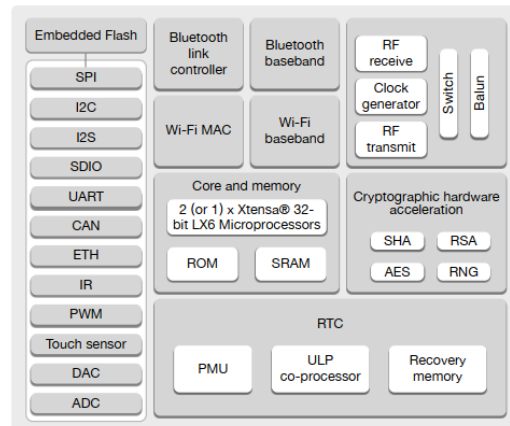 Embedded Flash
SPI
I2C
I2S
SDIO
UART
CAN
ETH
IR
PWM
Touch sensor
DAC
ADC
Bluetooth
link
controller
Bluetooth
baseband
Wi-Fi MAC
Wi-Fi
baseband
RF
receive
Clock
generator
RF
transmit
Switch
Balun
Core and memory
2 (or 1) x Xtensa® 32-
bit LX6 Microprocessors
ROM
SRAM
Cryptographic hardware
acceleration
SHA
RSA
AES
RNG
RTC
PMU
ULP
co-processor
Recovery
memory